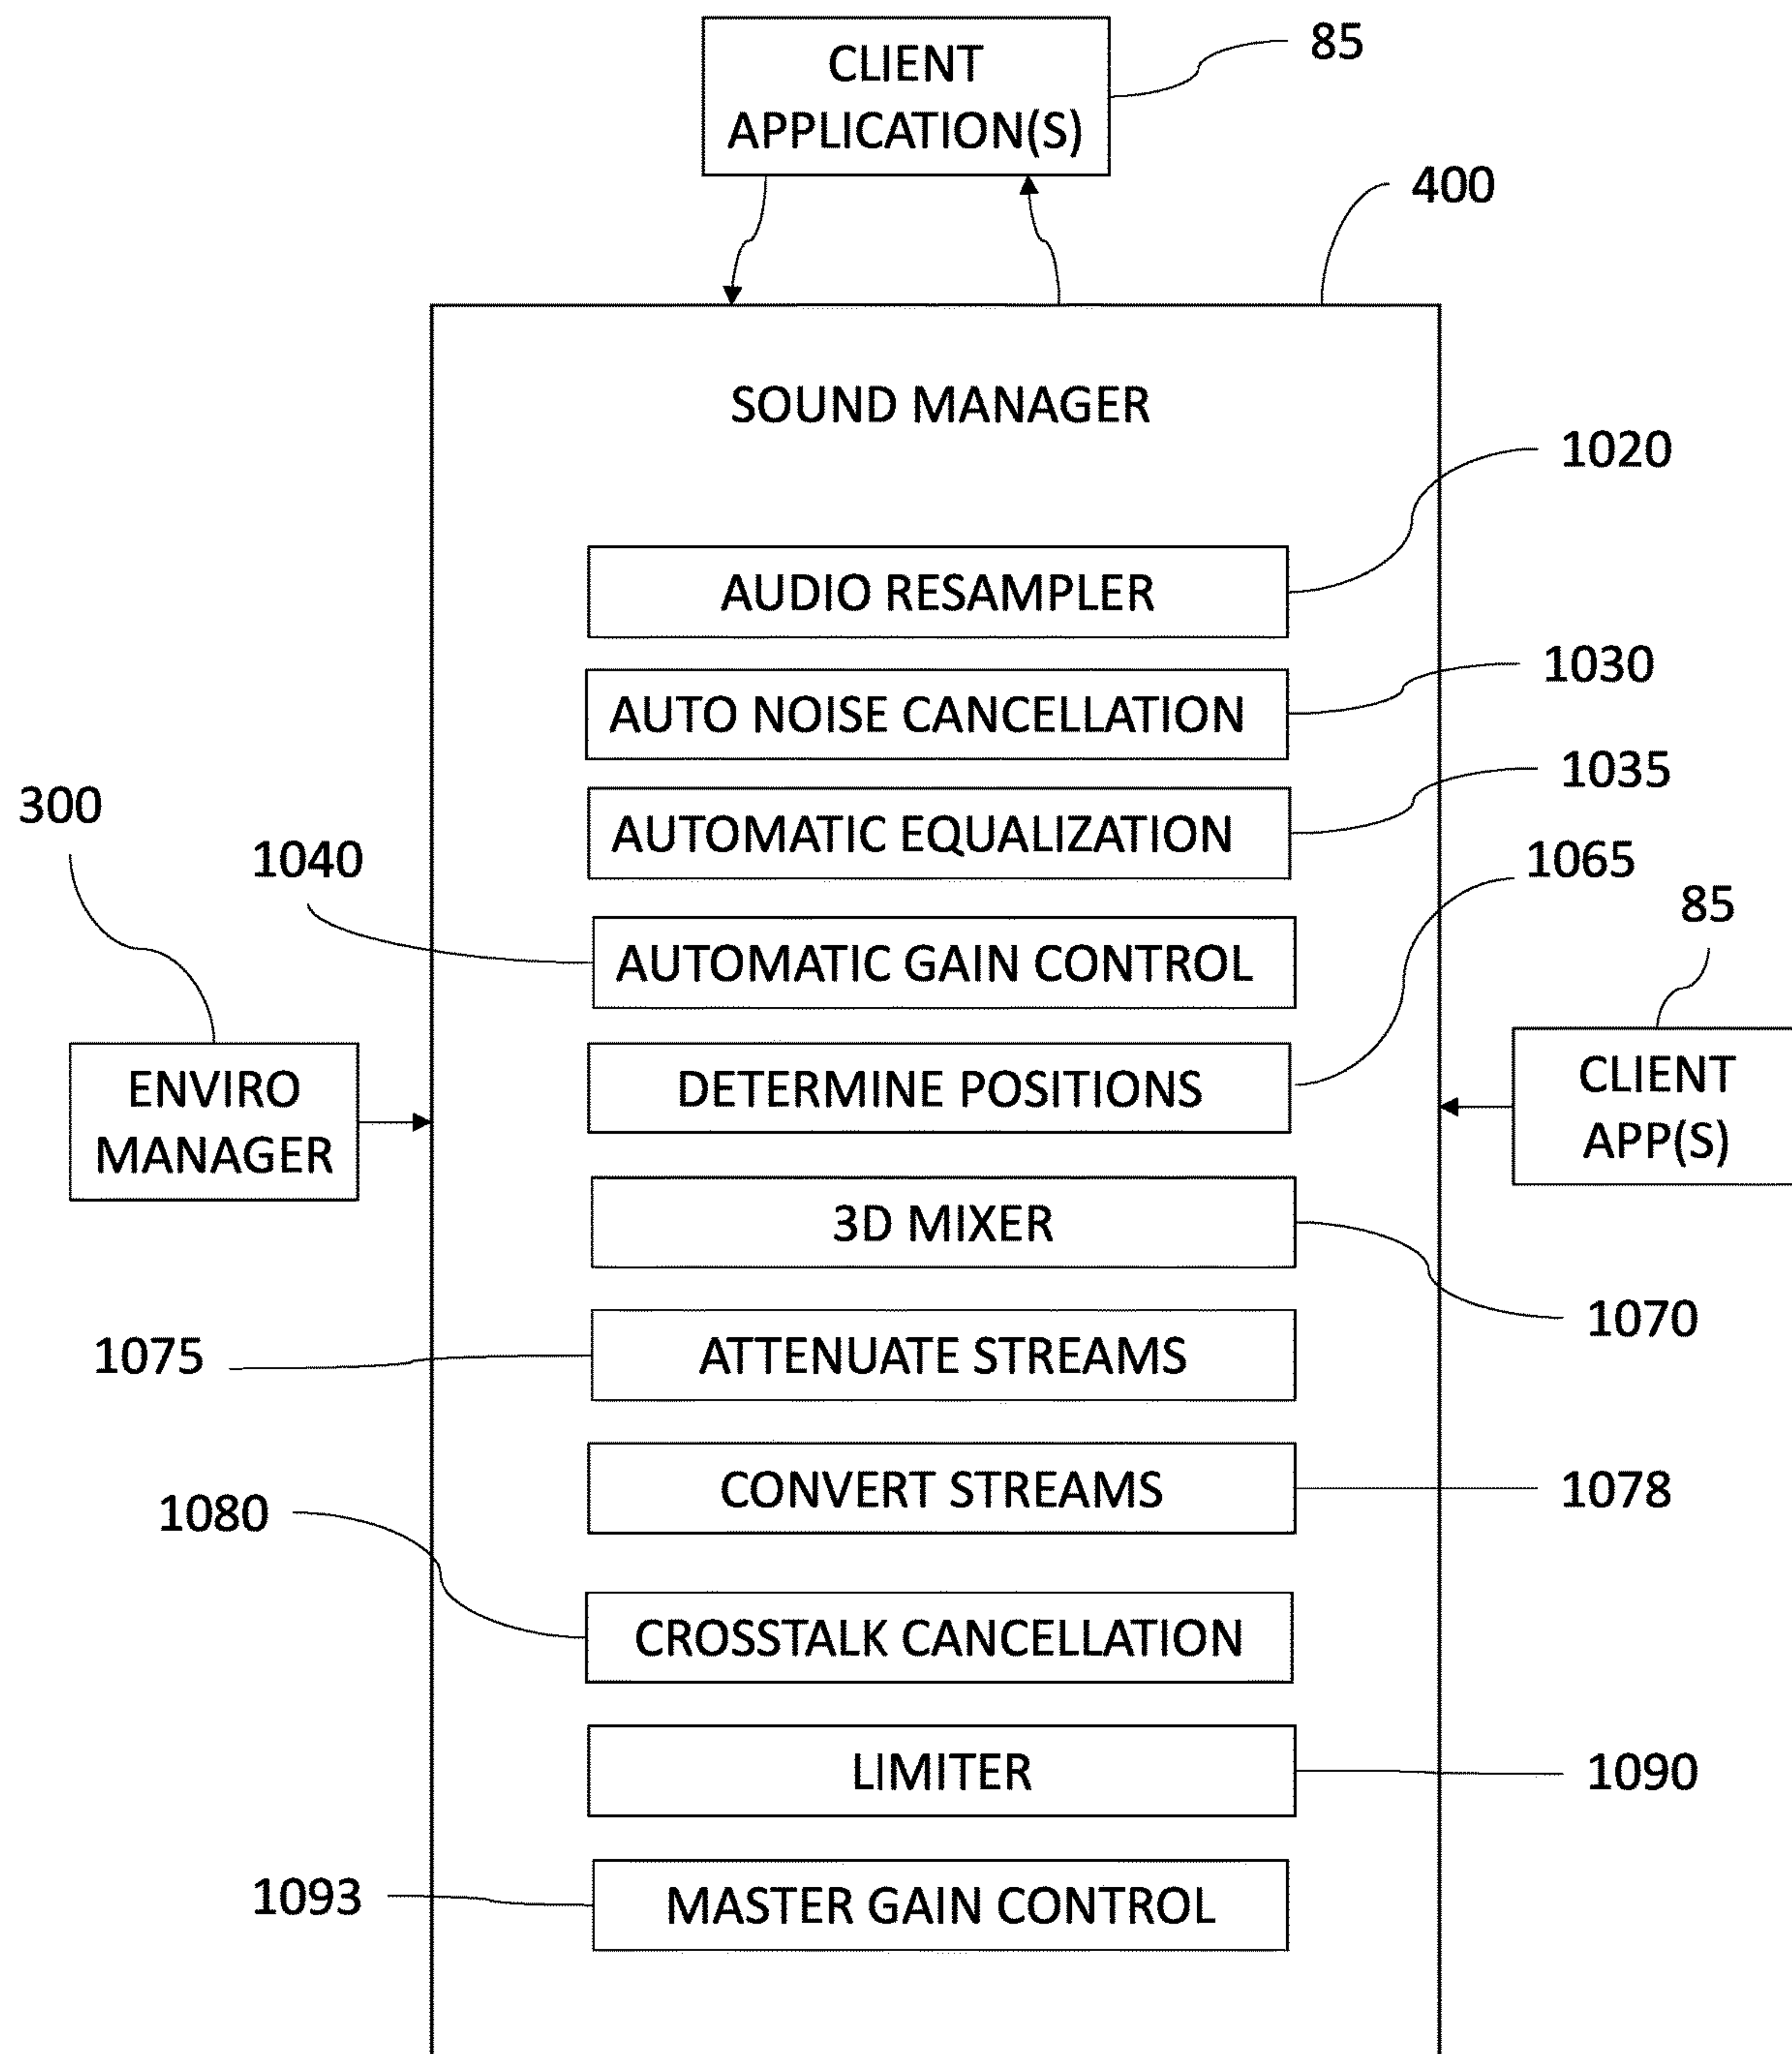 CLIENT
APPLICATION(S)
85
400
SOUND MANAGER
1020
AUDIO RESAMPLER
1030
AUTO NOISE CANCELLATION
1035
AUTOMATIC EQUALIZATION
300
1040
1065
85
AUTOMATIC GAIN CONTROL
ENVIRO
MANAGER
DETERMINE POSITIONS
CLIENT
APP(S)
3D MIXER
1070
1075
ATTENUATE STREAMS
CONVERT STREAMS
1078
1080
CROSSTALK CANCELLATION
LIMITER
1090
1093
MASTER GAIN CONTROL